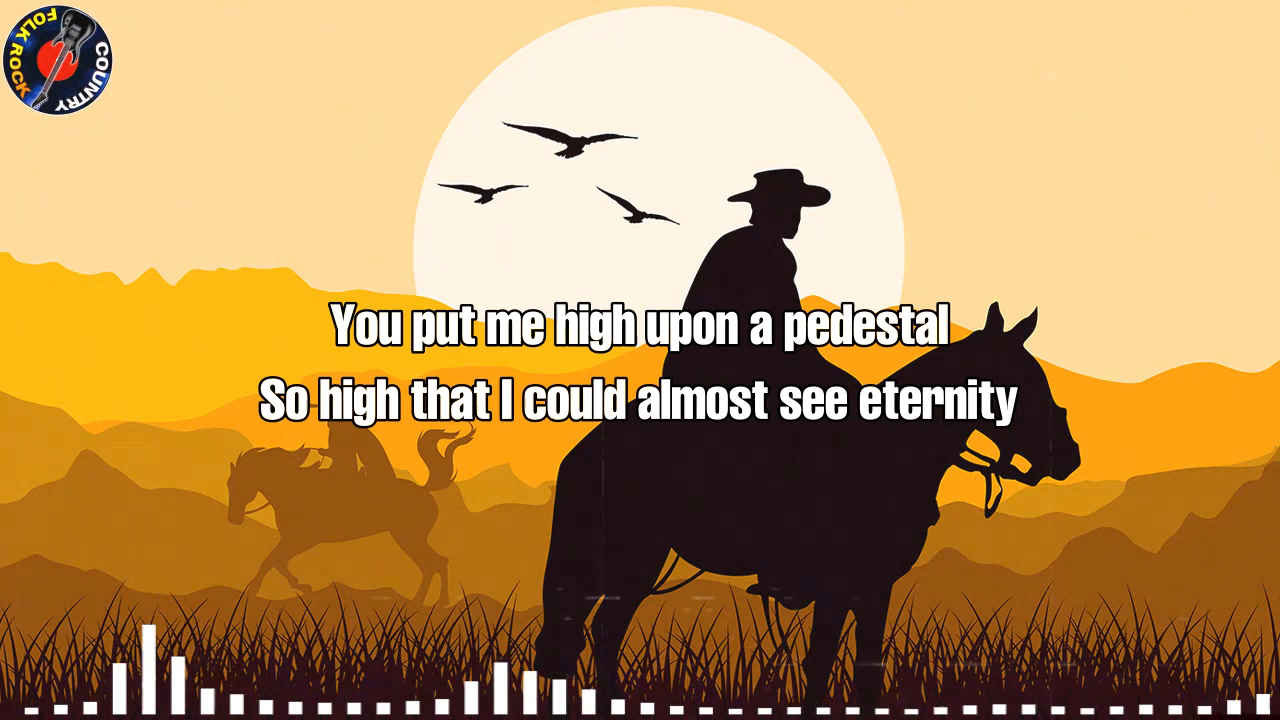 FOLK ROCK
COUNTRY
You put me high upon a pedestal
So high that I could almost see eternity